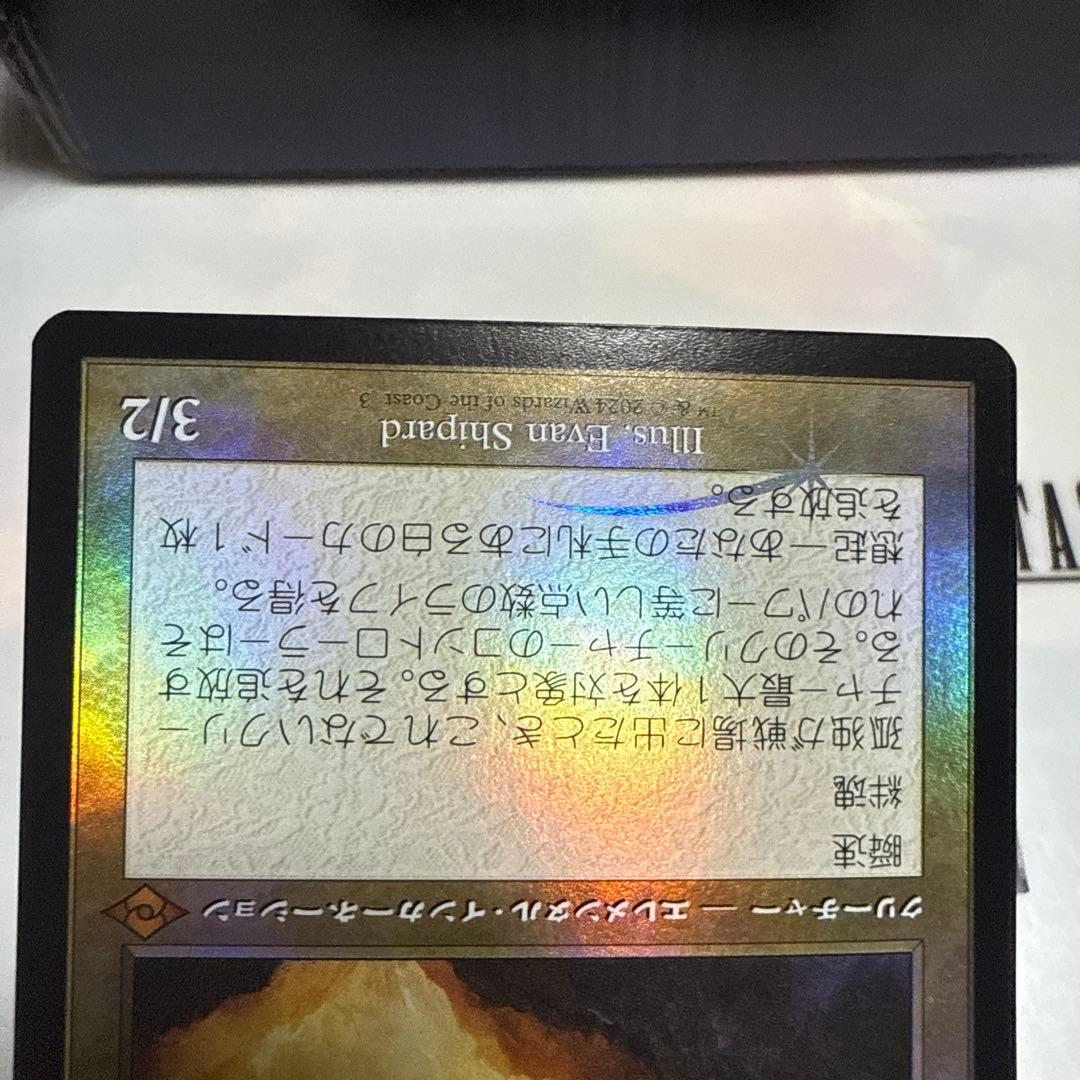 クリーチャー ― エレメンタル・インカーネーション
瞬速
絆魂
孤独が戦場に出たとき、これでないクリー
チャー最大1体を対象とする。それを追放す
る。そのクリーチャーのコントローラーはそ
れのパワーに等しい点数のライフを得る。
想起―あなたの手札にある白のカード1枚
を追放する。
Illus. Evan Shipard
™ & © 2024 Wizards of the Coast 3
3/2